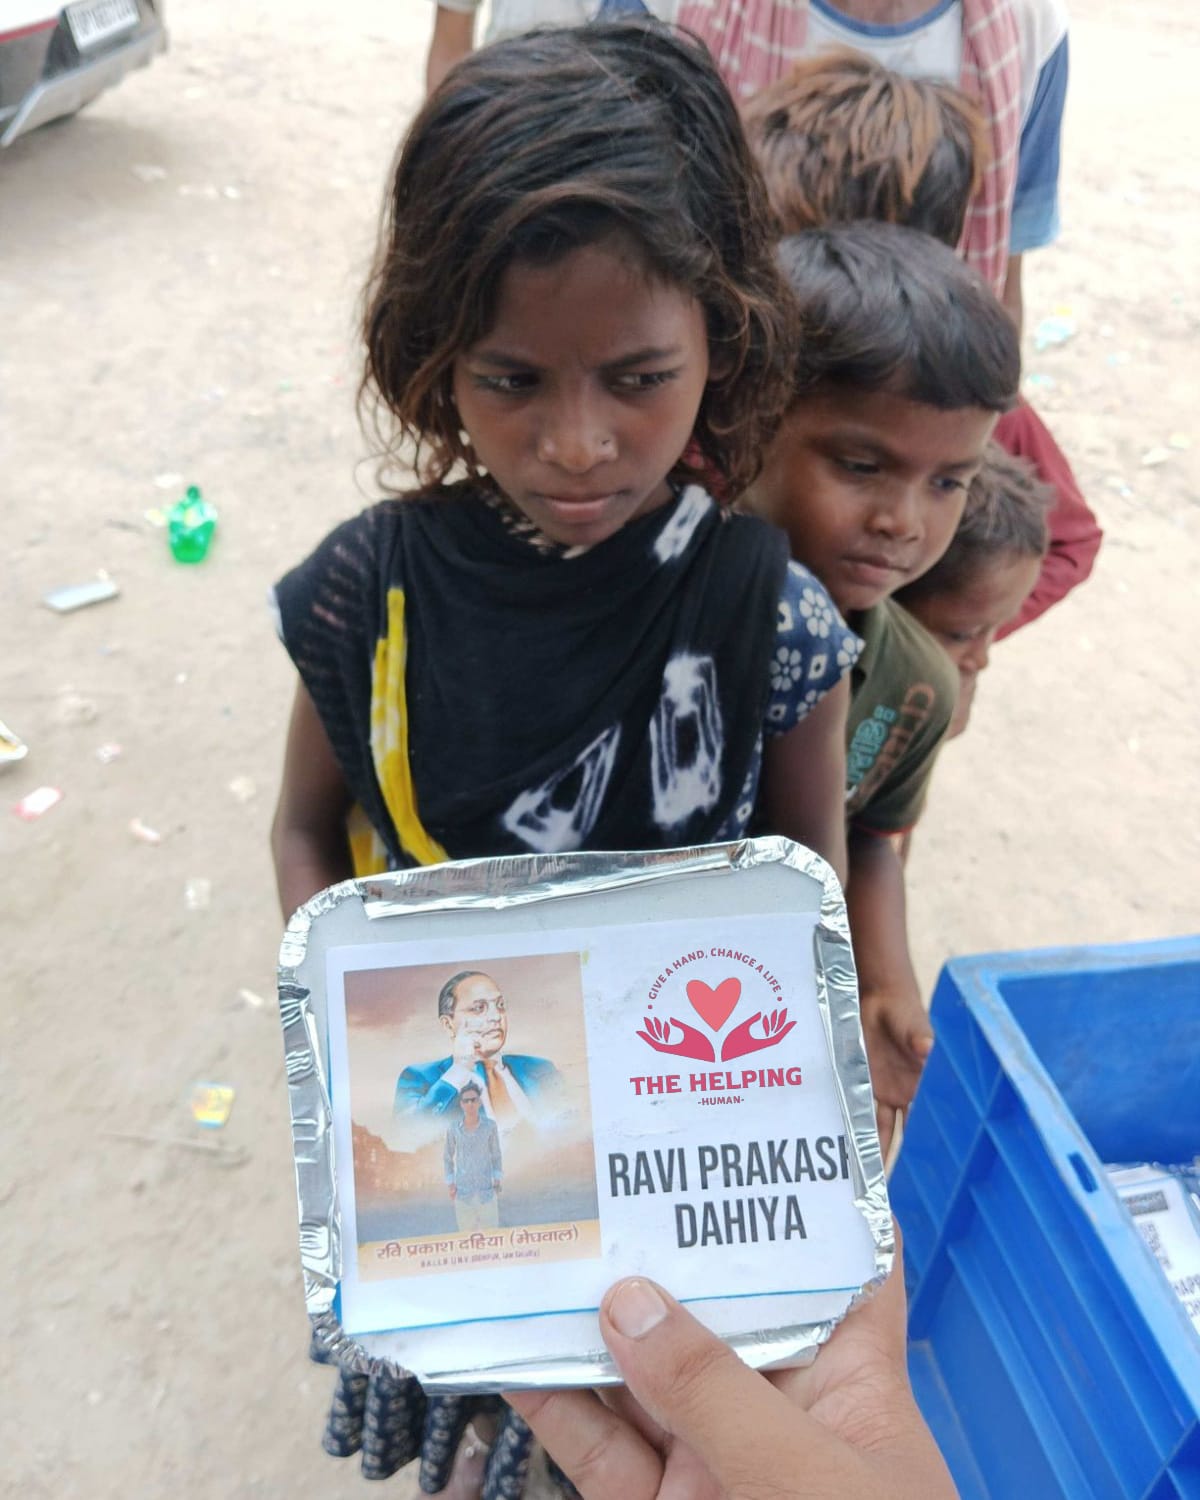 GIVE A HAND, CHANGE A LIFE
THE HELPING
-HUMAN-
RAVI PRAKASH
DAHIYA
रवि प्रकाश दहिया (मेघवाल)